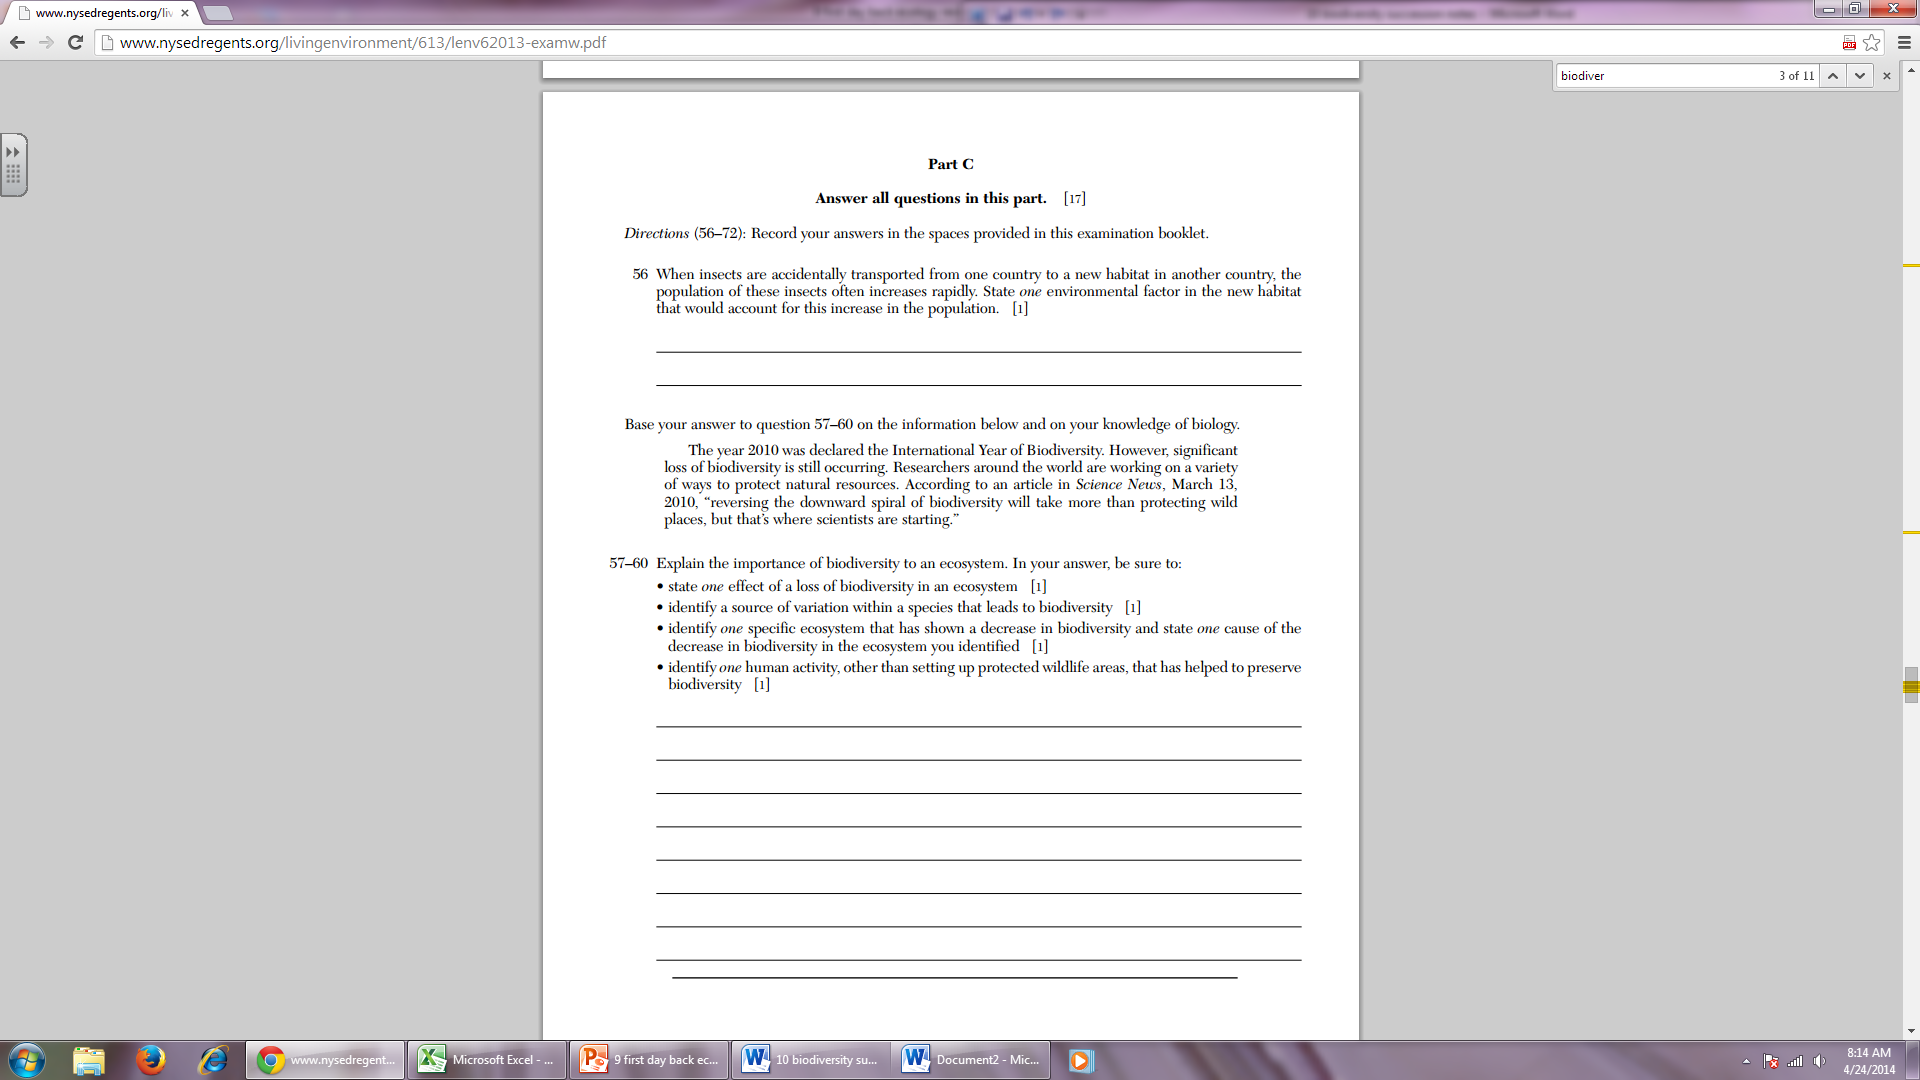 www.nysedregents.org/liv
www.nysedregents.org/livingenvironment/613/lenv62013-examw.pdf
biodiver 3 of 11
Part C
Answer all questions in this part. [17]
Directions (56–72): Record your answers in the spaces provided in this examination booklet.
56 When insects are accidentally transported from one country to a new habitat in another country, the
population of these insects often increases rapidly. State one environmental factor in the new habitat
that would account for this increase in the population. [1]
Base your answer to question 57–60 on the information below and on your knowledge of biology.
The year 2010 was declared the International Year of Biodiversity. However, significant
loss of biodiversity is still occurring. Researchers around the world are working on a variety
of ways to protect natural resources. According to an article in Science News, March 13,
2010, “reversing the downward spiral of biodiversity will take more than protecting wild
places, but that’s where scientists are starting.”
57–60 Explain the importance of biodiversity to an ecosystem. In your answer, be sure to:
• state one effect of a loss of biodiversity in an ecosystem [1]
• identify a source of variation within a species that leads to biodiversity [1]
• identify one specific ecosystem that has shown a decrease in biodiversity and state one cause of the
decrease in biodiversity in the ecosystem you identified [1]
• identify one human activity, other than setting up protected wildlife areas, that has helped to preserve
biodiversity [1]
www.nysedregent... Microsoft Excel - ... 9 first day back ec... 10 biodiversity su... Document2 - Mic...
8:14 AM
4/24/2014